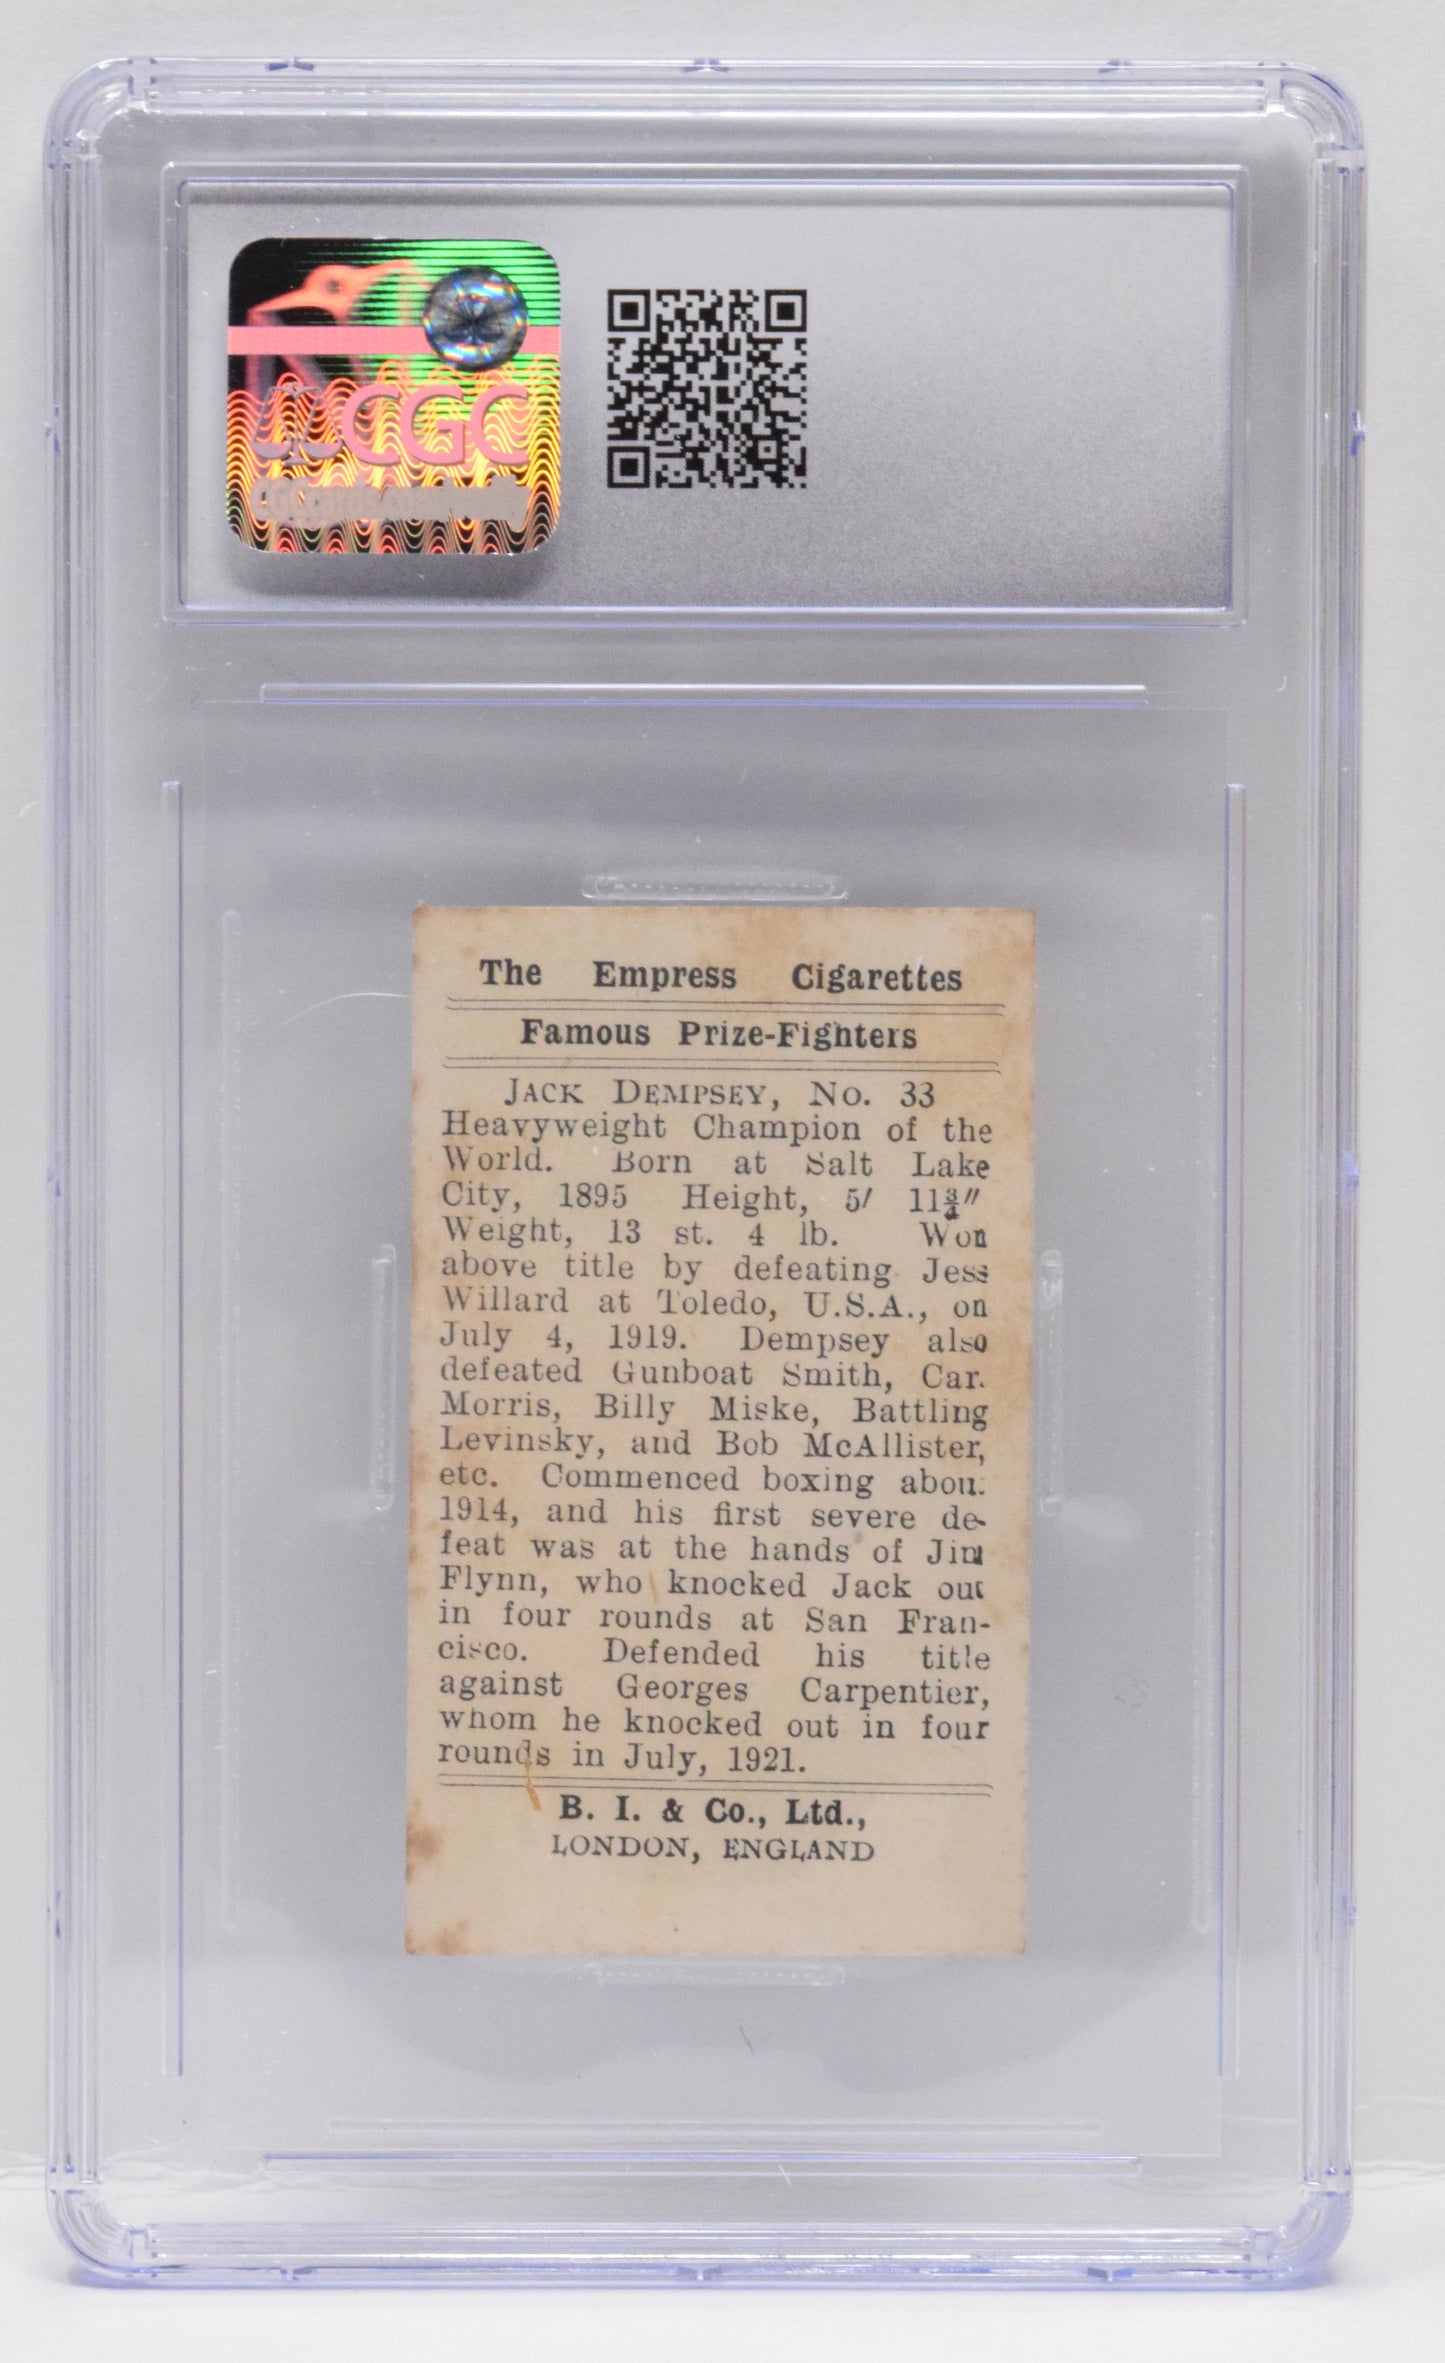 CGC
The Empress Cigarettes
Famous Prize-Fighters
JACK DEMPSEY, No. 33
Heavyweight Champion of the
World. Born at Salt Lake
City, 1895 Height, 5' 11¾"
Weight, 13 st. 4 lb. Won
above title by defeating Jess
Willard at Toledo, U.S.A., on
July 4, 1919. Dempsey also
defeated Gunboat Smith, Car.
Morris, Billy Miske, Battling
Levinsky, and Bob McAllister,
etc. Commenced boxing about
1914, and his first severe de-
feat was at the hands of Jim
Flynn, who knocked Jack out
in four rounds at San Fran-
cisco. Defended his title
against Georges Carpentier,
whom he knocked out in four
rounds in July, 1921.
B. I. & Co., Ltd.,
LONDON, ENGLAND